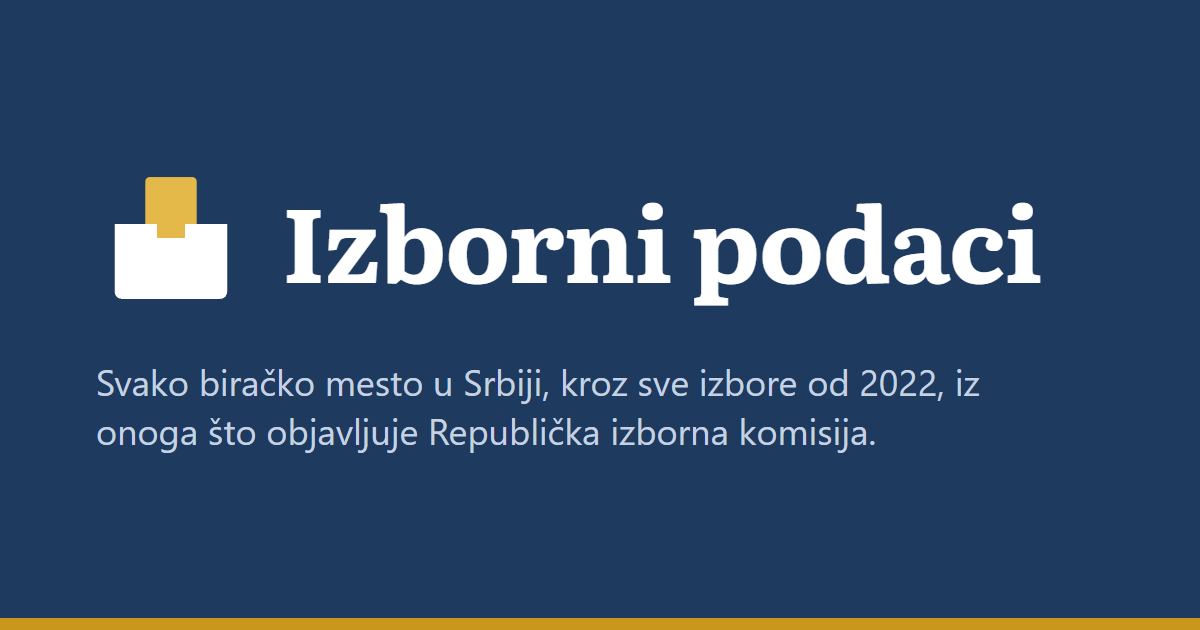 Izborni podaci
Svako biračko mesto u Srbiji, kroz sve izbore od 2022, iz
onoga što objavljuje Republička izborna komisija.